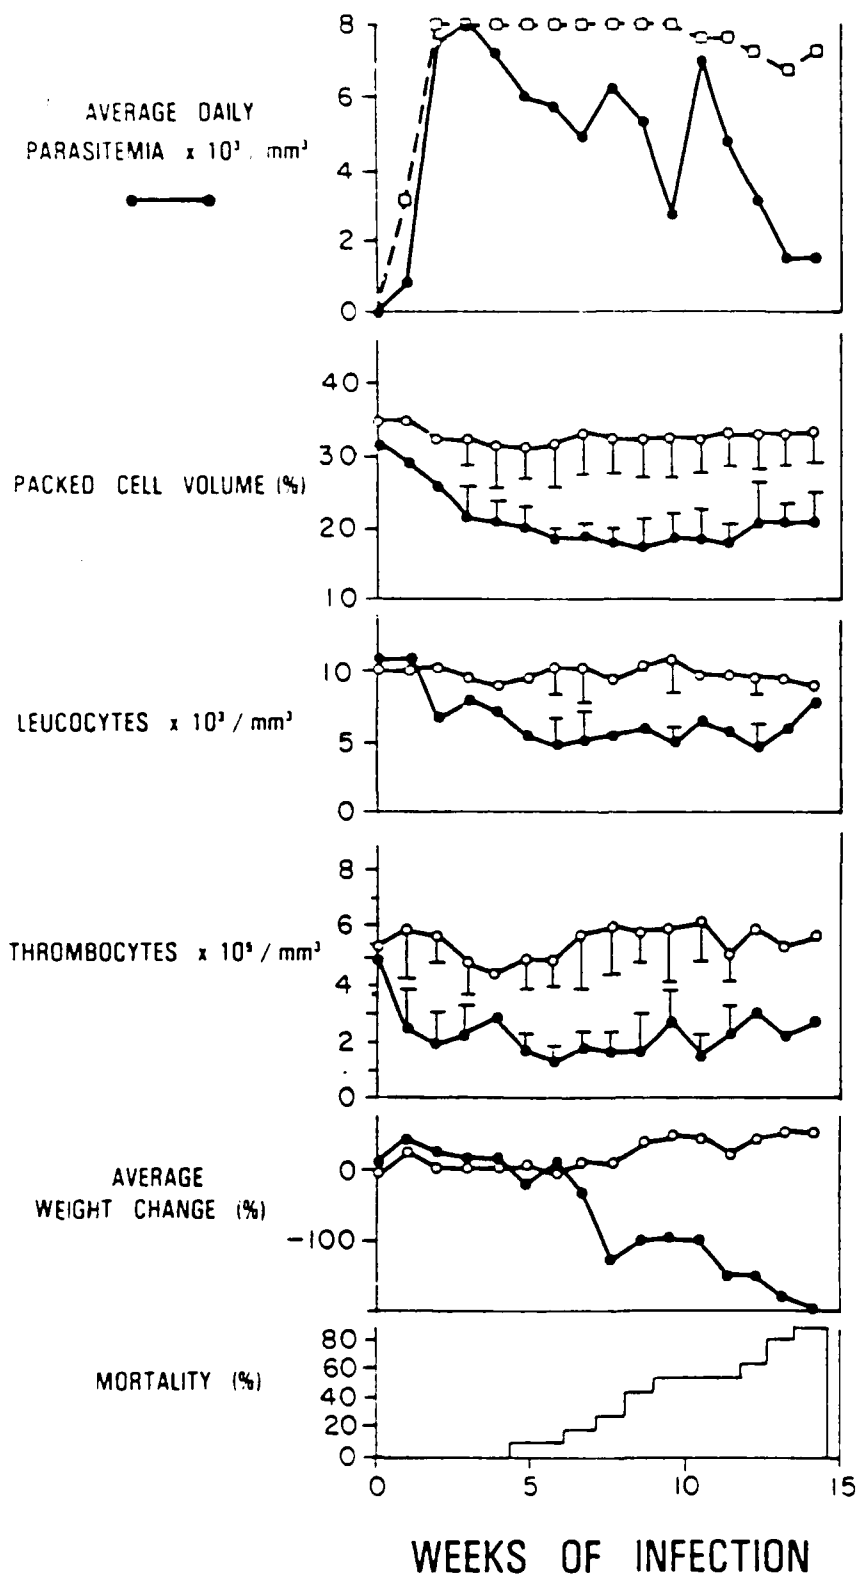 8
AVERAGE DAILY
PARASITEMIA x 10³ / mm³
6
4
2
0
40
30
PACKED CELL VOLUME (%)
20
10
10
LEUCOCYTES x 10³ / mm³
5
0
8
6
THROMBOCYTES x 10⁵ / mm³
4
2
0
0
AVERAGE
WEIGHT CHANGE (%)
-100
80
60
MORTALITY (%)
40
20
0
0 5 10 15
WEEKS OF INFECTION